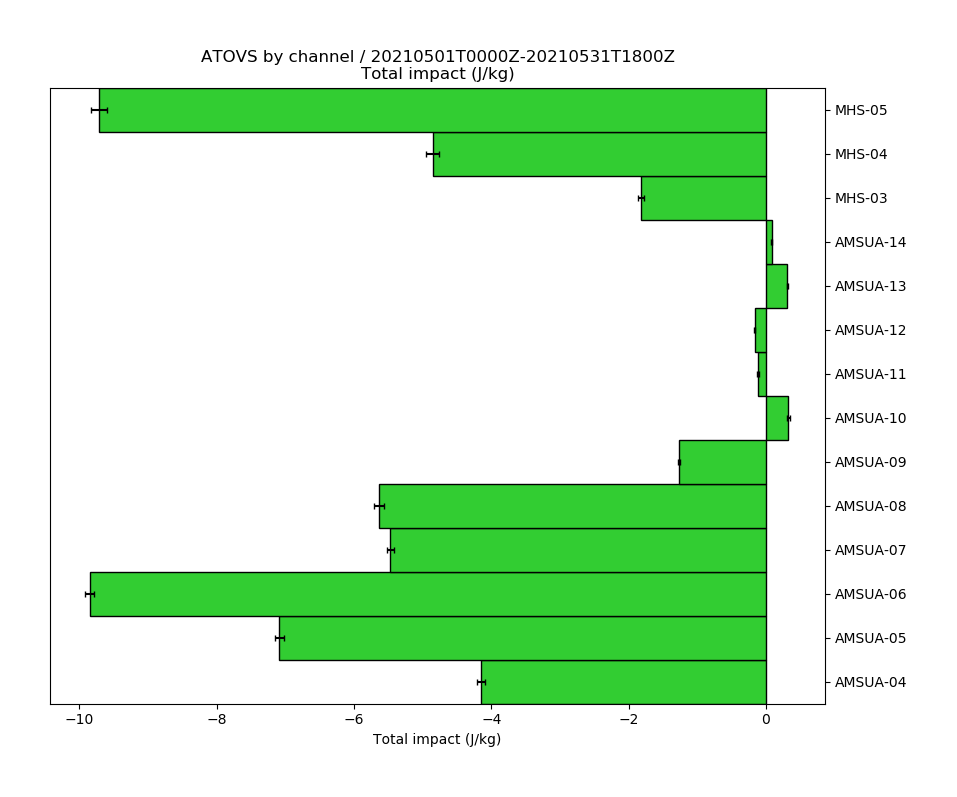 ATOVS by channel / 20210501T0000Z-20210531T1800Z
Total impact (J/kg)
MHS-05
MHS-04
MHS-03
AMSUA-14
AMSUA-13
AMSUA-12
AMSUA-11
AMSUA-10
AMSUA-09
AMSUA-08
AMSUA-07
AMSUA-06
AMSUA-05
AMSUA-04
−10 −8 −6 −4 −2 0
Total impact (J/kg)